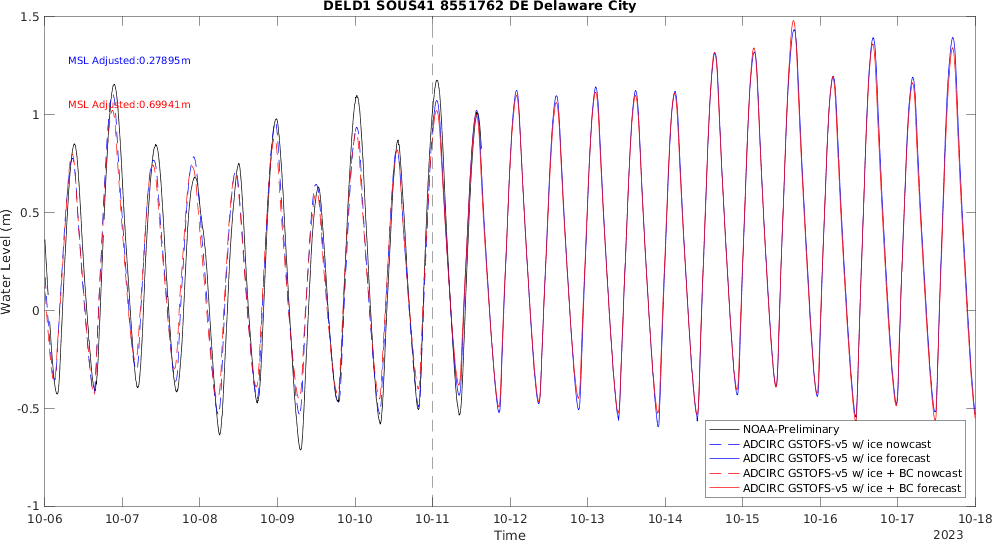 DELD1 SOUS41 8551762 DE Delaware City
1.5
MSL Adjusted:0.27895m
MSL Adjusted:0.69941m
1
0.5
0
-0.5
-1
Water Level (m)
NOAA-Preliminary
ADCIRC GSTOFS-v5 w/ ice nowcast
ADCIRC GSTOFS-v5 w/ ice forecast
ADCIRC GSTOFS-v5 w/ ice + BC nowcast
ADCIRC GSTOFS-v5 w/ ice + BC forecast
10-06 10-07 10-08 10-09 10-10 10-11 10-12 10-13 10-14 10-15 10-16 10-17 10-18
Time
2023